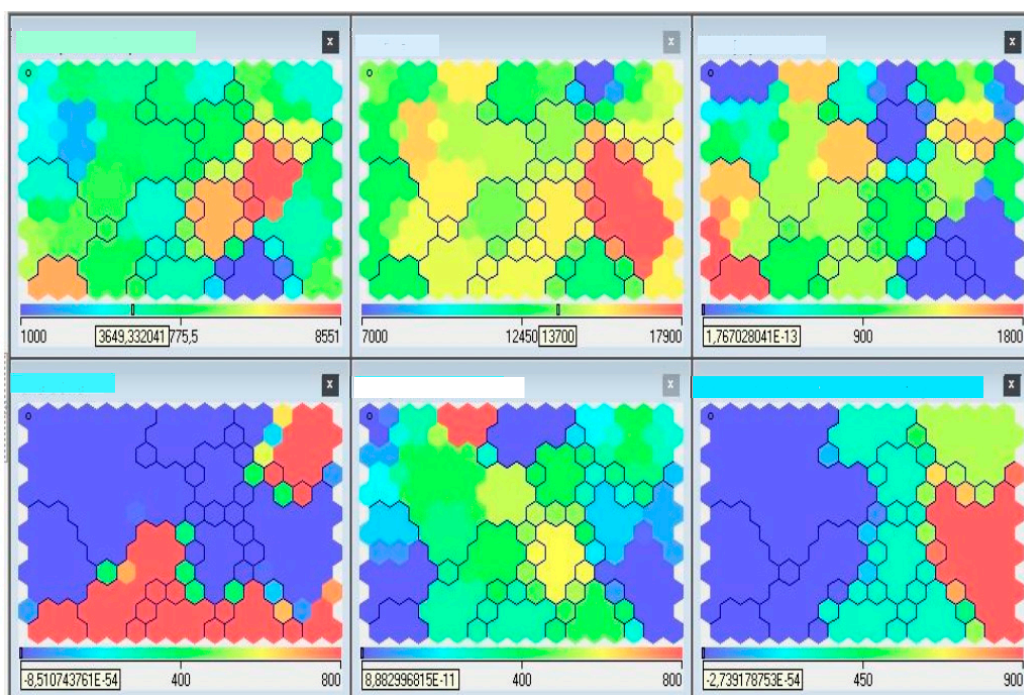 x
x
x
1000 3649,332041 775,5 8551
7000 12450 13700 17900
1,767028041E-13 900 1800
x
x
x
-8,510743761E-54 400 800
8,882996815E-11 400 800
-2,739178753E-54 450 900